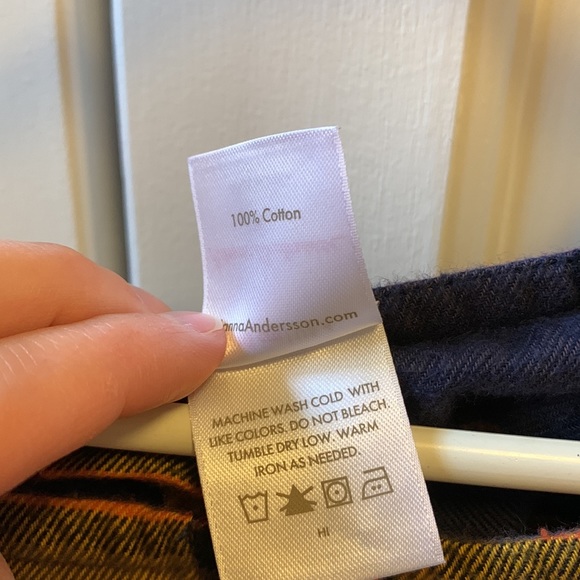 100% Cotton
annaAndersson.com
MACHINE WASH COLD WITH
LIKE COLORS. DO NOT BLEACH.
TUMBLE DRY LOW. WARM
IRON AS NEEDED.
HI